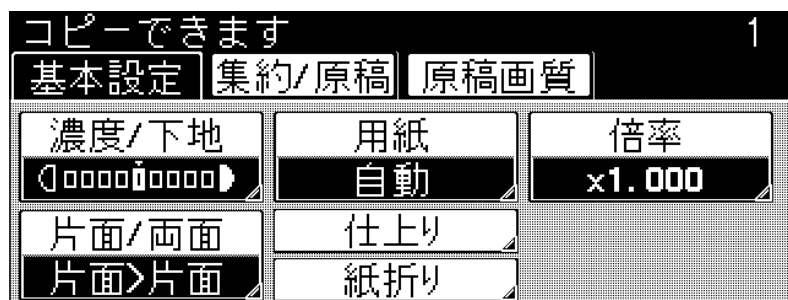 コピーできます 1
基本設定 集約/原稿 原稿画質
濃度/下地 用紙 倍率
自動 x1.000
片面/両面 仕上り
片面>片面 紙折り